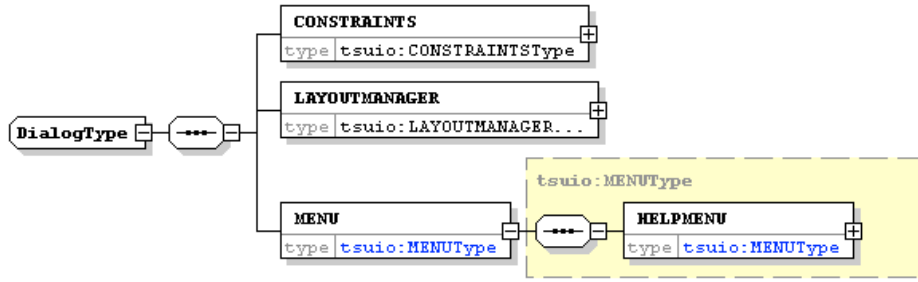 CONSTRAINTS
type tsuio:CONSTRAINTSType
LAYOUTMANAGER
type tsuio:LAYOUTMANAGER...
DialogType
tsuio:MENUType
MENU
type tsuio:MENUType
HELPMENU
type tsuio:MENUType